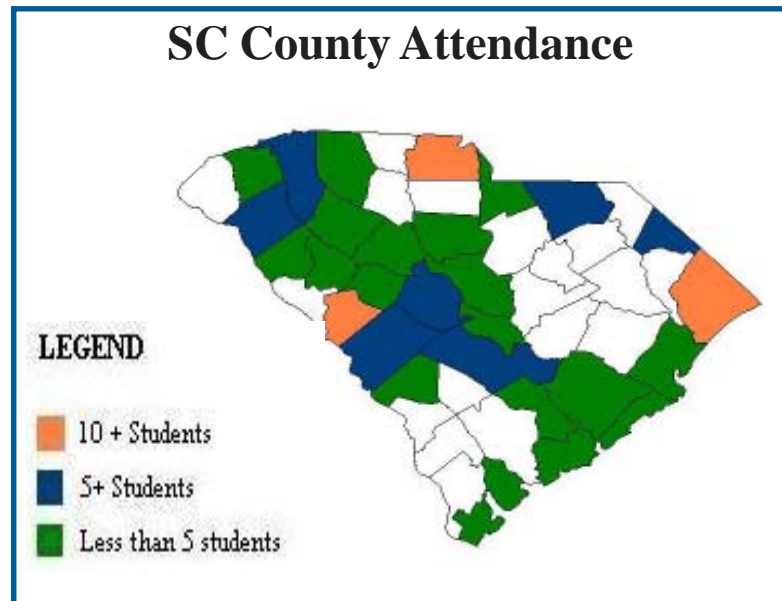 SC County Attendance
LEGEND
10 + Students
5+ Students
Less than 5 students